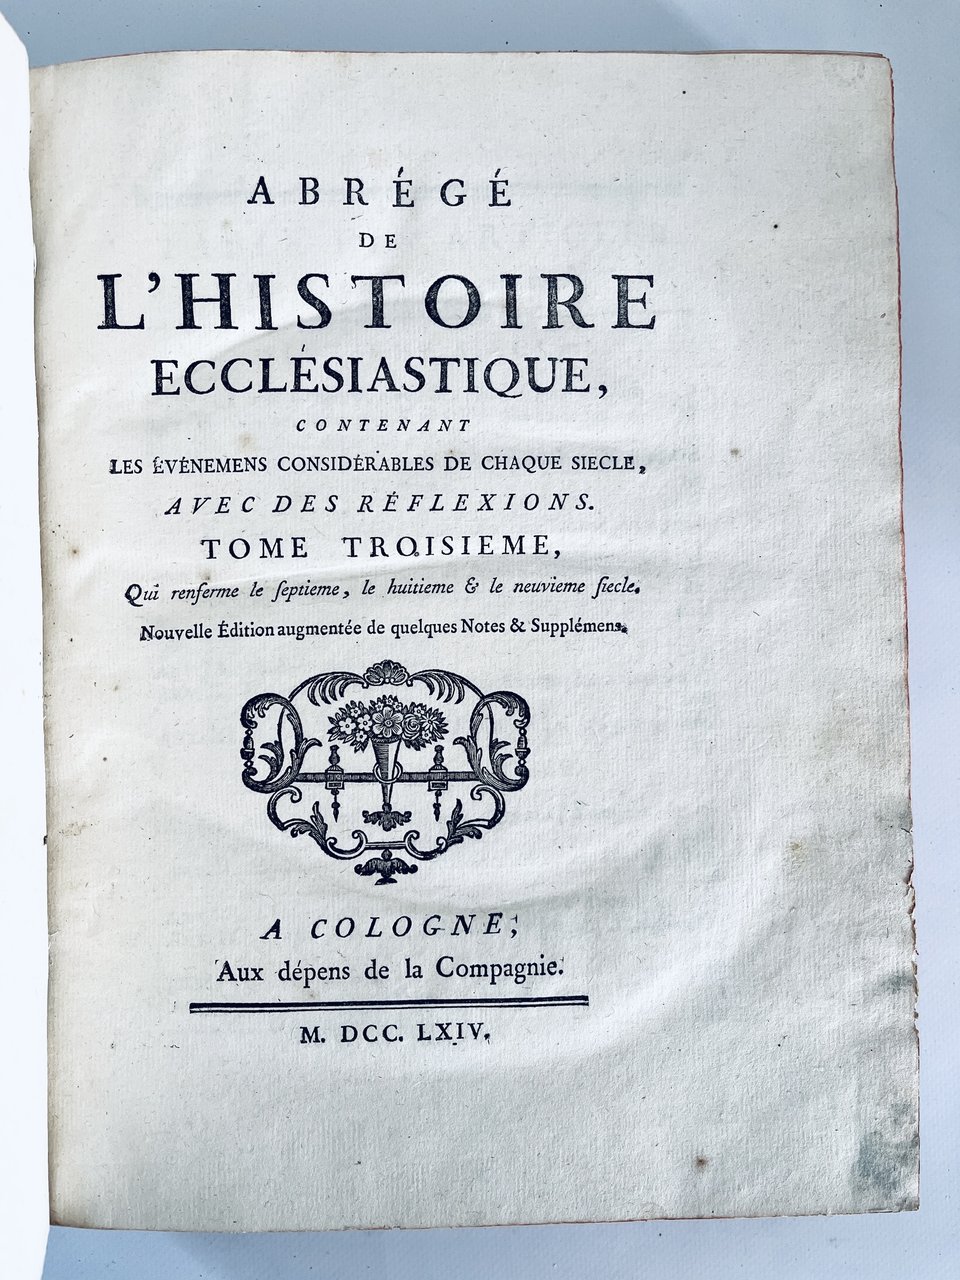 ABRÉGÉ
DE
L'HISTOIRE
ECCLÉSIASTIQUE,
CONTENANT
LES ÉVÉNEMENS CONSIDÉRABLES DE CHAQUE SIECLE,
AVEC DES RÉFLEXIONS.
TOME TROISIEME,
Qui renferme le ſeptieme, le huitieme & le neuvieme ſiecle.
Nouvelle Édition augmentée de quelques Notes & Supplémens.
A COLOGNE,
Aux dépens de la Compagnie.
M. DCC. LXIV.